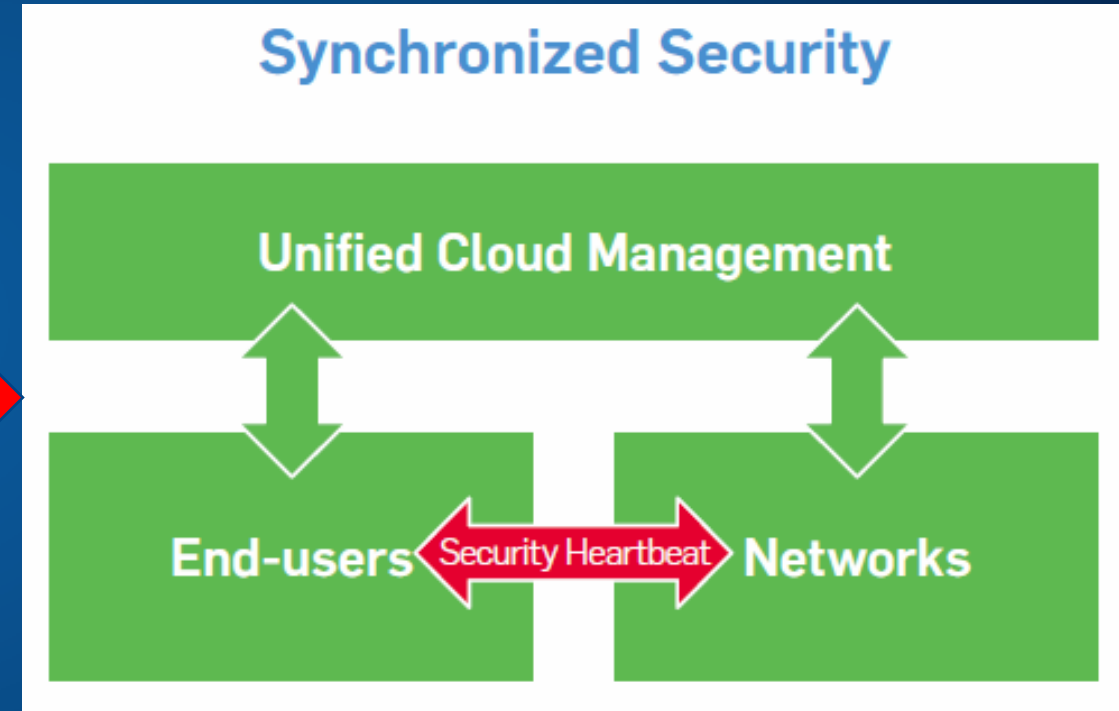 Synchronized Security
Unified Cloud Management
End-users
Security Heartbeat
Networks